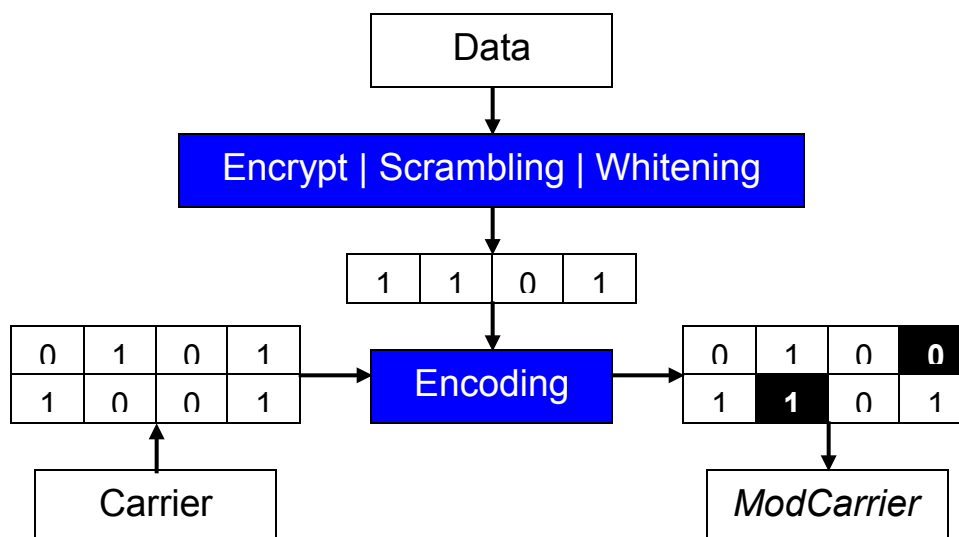 Data
Encrypt | Scrambling | Whitening
1 1 0 1
0 1 0 1
1 0 0 1
Encoding
0 1 0 0
1 1 0 1
Carrier
ModCarrier